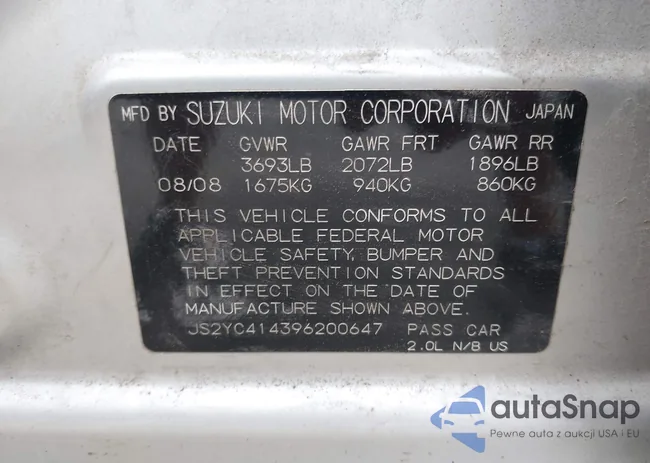 MFD BY SUZUKI MOTOR CORPORATION JAPAN
DATE GVWR GAWR FRT GAWR RR
3693LB 2072LB 1896LB
08/08 1675KG 940KG 860KG
THIS VEHICLE CONFORMS TO ALL
APPLICABLE FEDERAL MOTOR
VEHICLE SAFETY, BUMPER AND
THEFT PREVENTION STANDARDS
IN EFFECT ON THE DATE OF
MANUFACTURE SHOWN ABOVE.
JS2YC414396200647 PASS CAR
2.0L N/B US
autaSnap
Pewne auta z aukcji USA i EU